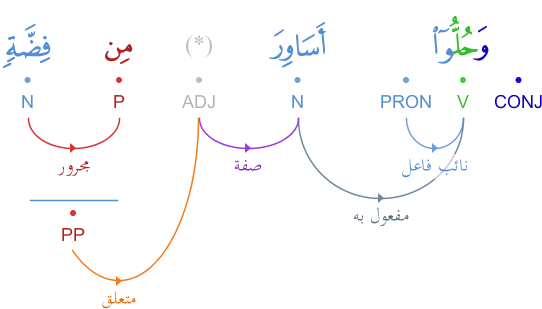 وَحُلُّوٓا۟ أَسَاوِرَ (*) مِن فِضَّةٍۢ
CONJ V PRON N ADJ P N
نائب فاعل صفة مجرور
مفعول به
PP
متعلق